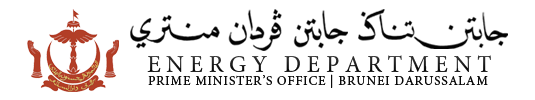 جابتن تناݢ جابتن ڤردان منتري
ENERGY DEPARTMENT
PRIME MINISTER'S OFFICE | BRUNEI DARUSSALAM